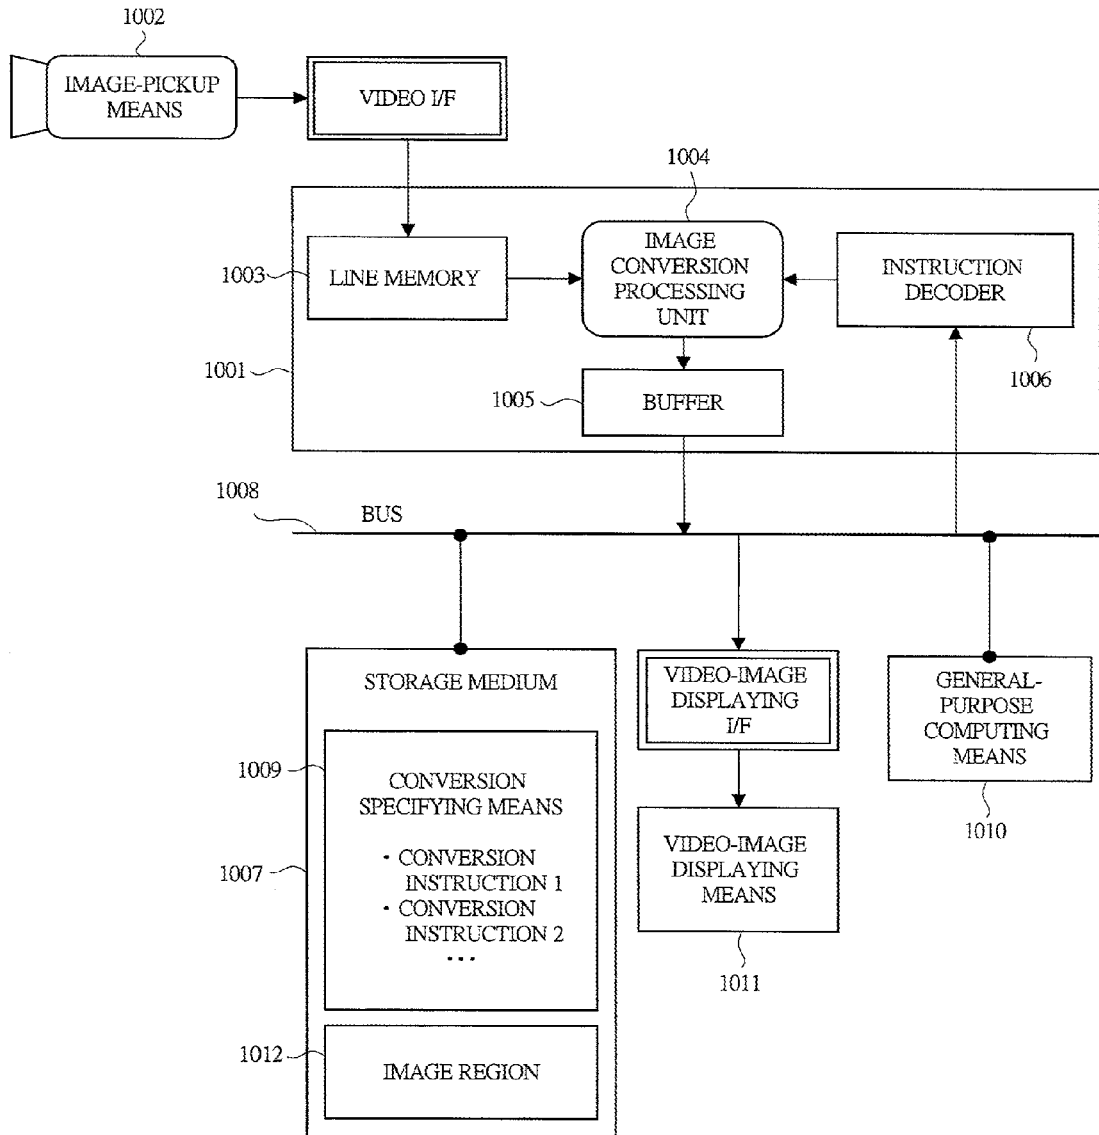 1002
IMAGE-PICKUP
MEANS
VIDEO I/F
1004
1003
LINE MEMORY
IMAGE
CONVERSION
PROCESSING
UNIT
INSTRUCTION
DECODER
1001
1005
BUFFER
1006
1008
BUS
STORAGE MEDIUM
VIDEO-IMAGE
DISPLAYING
I/F
GENERAL-
PURPOSE
COMPUTING
MEANS
1009
CONVERSION
SPECIFYING MEANS
· CONVERSION
INSTRUCTION 1
· CONVERSION
INSTRUCTION 2
...
1007
VIDEO-IMAGE
DISPLAYING
MEANS
1010
1011
1012
IMAGE REGION